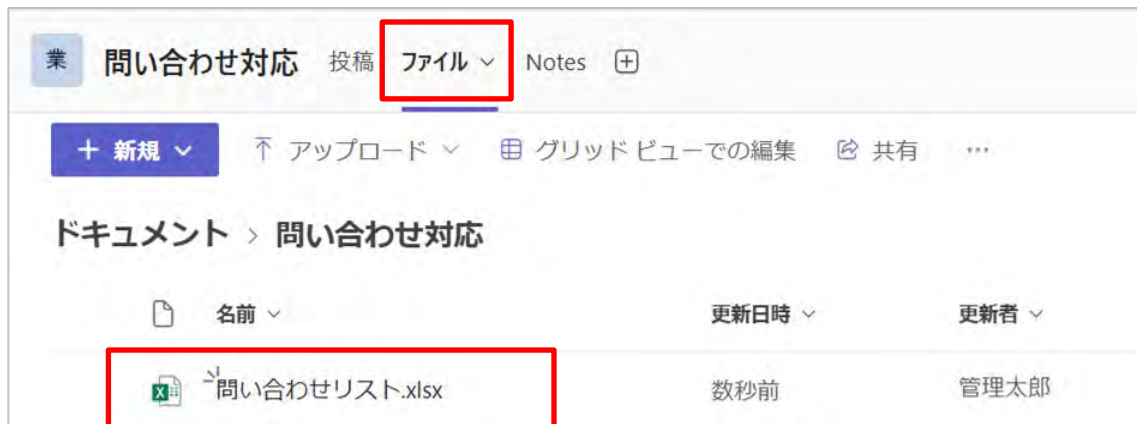 業 問い合わせ対応 投稿 ファイル Notes
新規 アップロード グリッド ビューでの編集 共有 …
ドキュメント > 問い合わせ対応
名前 更新日時 更新者
問い合わせリスト.xlsx 数秒前 管理太郎